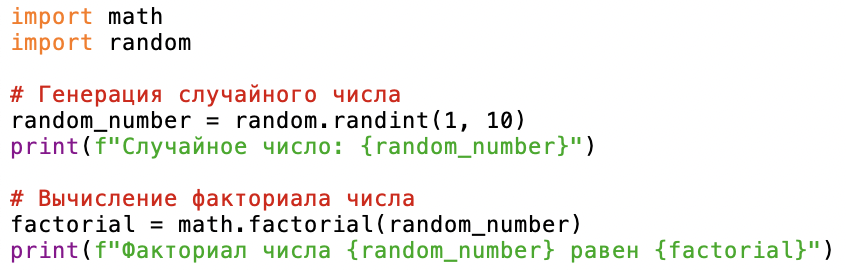 import math
import random
# Генерация случайного числа
random_number = random.randint(1, 10)
print(f"Случайное число: {random_number}")
# Вычисление факториала числа
factorial = math.factorial(random_number)
print(f"Факториал числа {random_number} равен {factorial}")